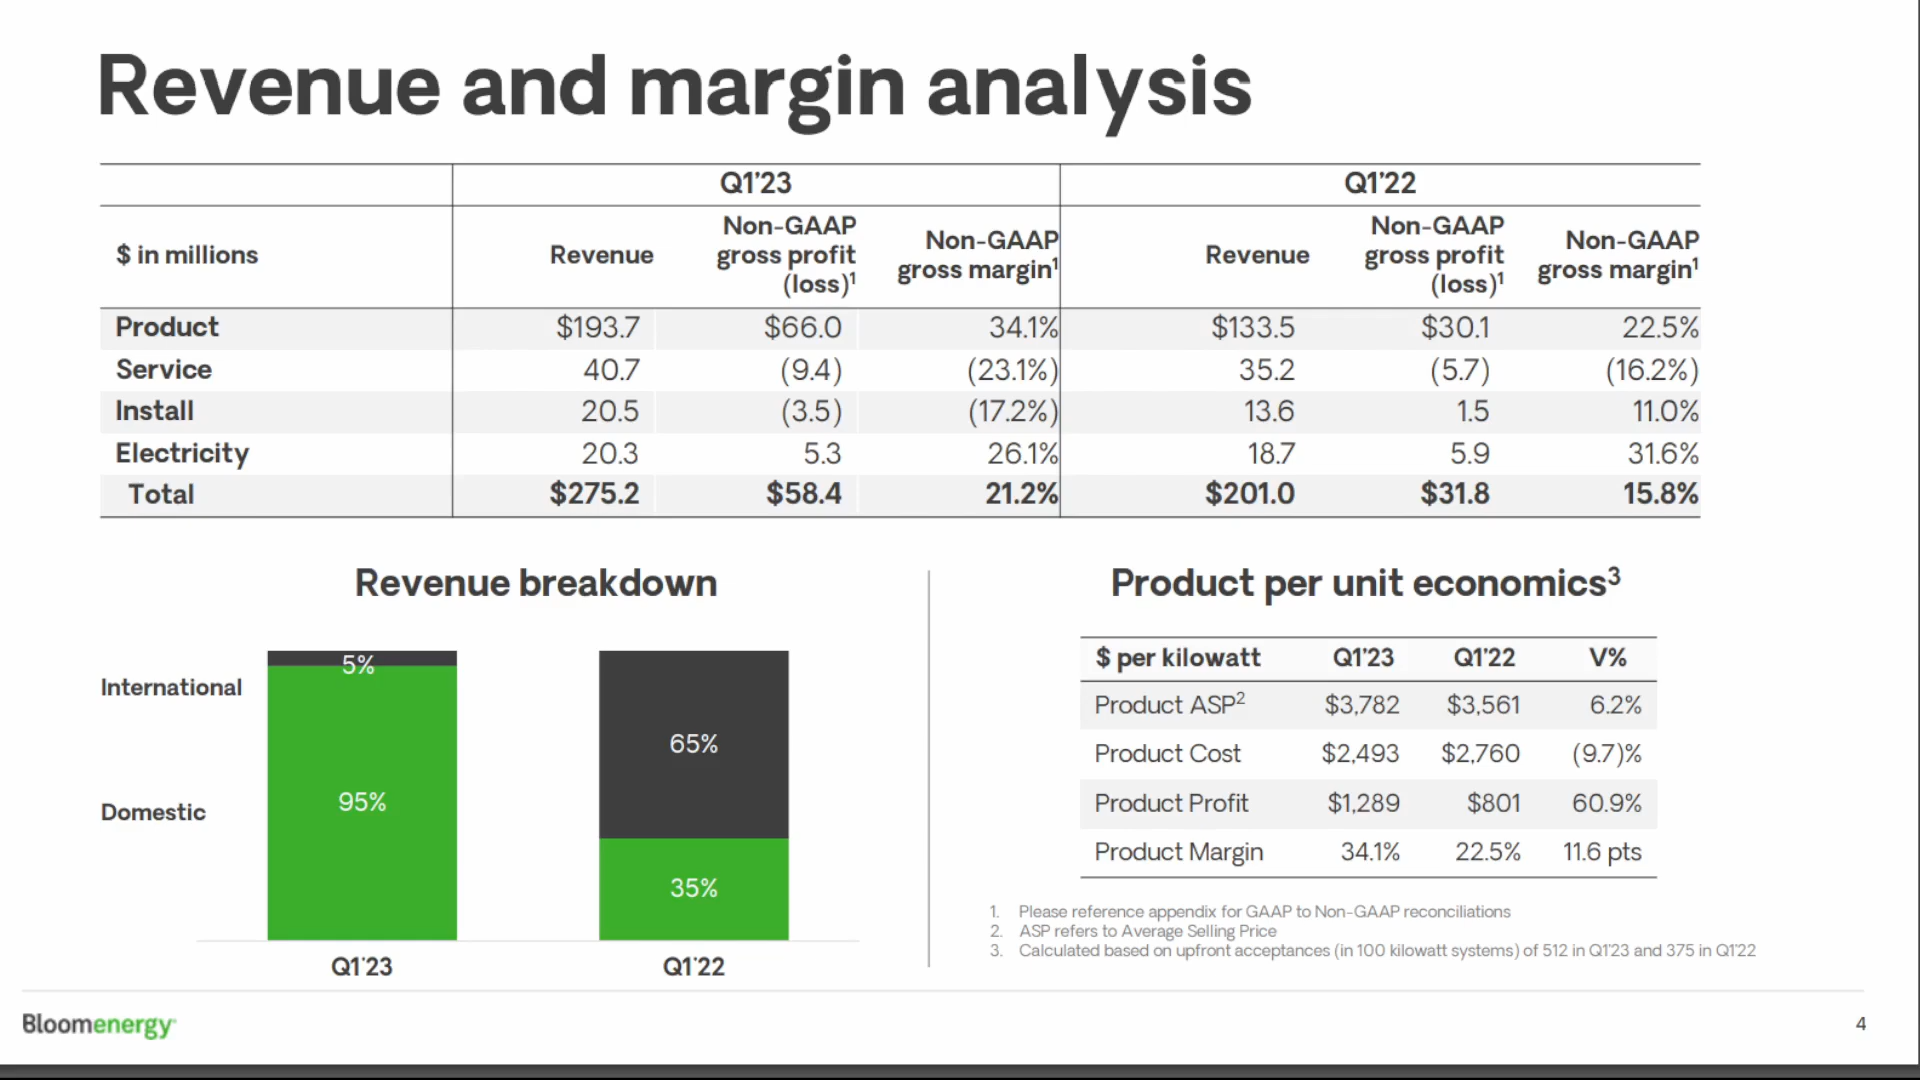 Revenue and margin analysis
Q1’23 Q1’22
$ in millions Revenue Non-GAAP gross profit (loss)¹ Non-GAAP gross margin¹ Revenue Non-GAAP gross profit (loss)¹ Non-GAAP gross margin¹
Product $193.7 $66.0 34.1% $133.5 $30.1 22.5%
Service 40.7 (9.4) (23.1%) 35.2 (5.7) (16.2%)
Install 20.5 (3.5) (17.2%) 13.6 1.5 11.0%
Electricity 20.3 5.3 26.1% 18.7 5.9 31.6%
Total $275.2 $58.4 21.2% $201.0 $31.8 15.8%
Revenue breakdown
International
Domestic
5%
95%
65%
35%
Q1’23 Q1’22
Product per unit economics³
$ per kilowatt Q1’23 Q1’22 V%
Product ASP² $3,782 $3,561 6.2%
Product Cost $2,493 $2,760 (9.7)%
Product Profit $1,289 $801 60.9%
Product Margin 34.1% 22.5% 11.6 pts
1. Please reference appendix for GAAP to Non-GAAP reconciliations
2. ASP refers to Average Selling Price
3. Calculated based on upfront acceptances (in 100 kilowatt systems) of 512 in Q1’23 and 375 in Q1’22
Bloomenergy
4